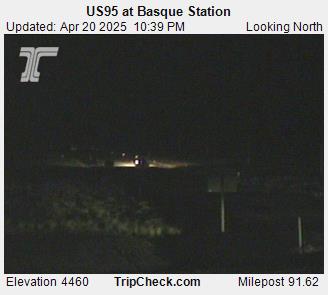 US95 at Basque Station
Updated: Apr 20 2025 10:39 PM Looking North
Elevation 4460 TripCheck.com Milepost 91.62